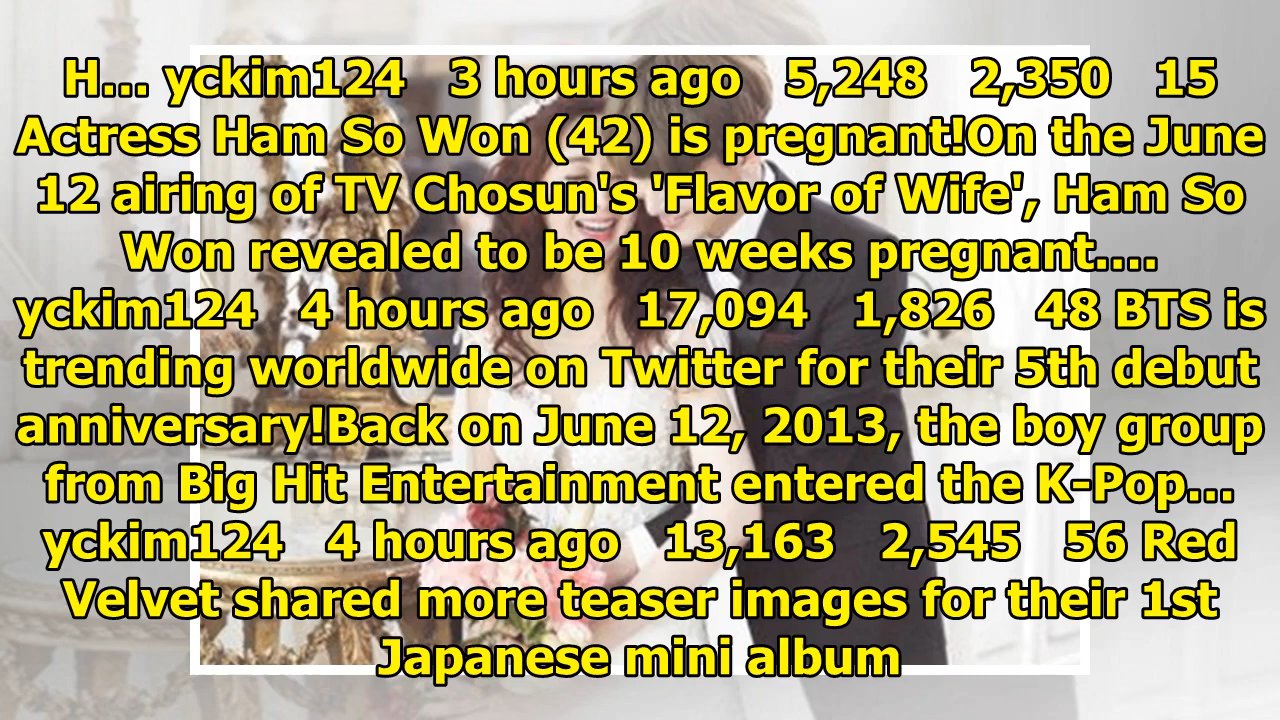 H... yckim124 3 hours ago 5,248 2,350 15
Actress Ham So Won (42) is pregnant!On the June
12 airing of TV Chosun's 'Flavor of Wife', Ham So
Won revealed to be 10 weeks pregnant....
yckim124 4 hours ago 17,094 1,826 48 BTS is
trending worldwide on Twitter for their 5th debut
anniversary!Back on June 12, 2013, the boy group
from Big Hit Entertainment entered the K-Pop...
yckim124 4 hours ago 13,163 2,545 56 Red
Velvet shared more teaser images for their 1st
Japanese mini album